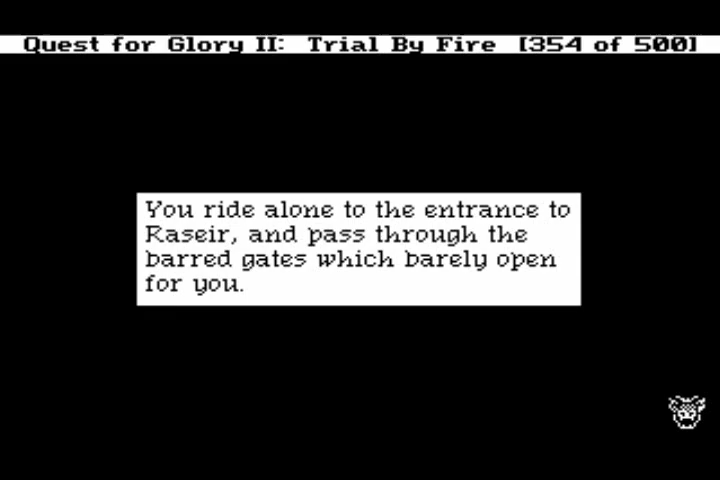 Quest for Glory II: Trial By Fire [354 of 500]
You ride alone to the entrance to
Raseir, and pass through the
barred gates which barely open
for you.